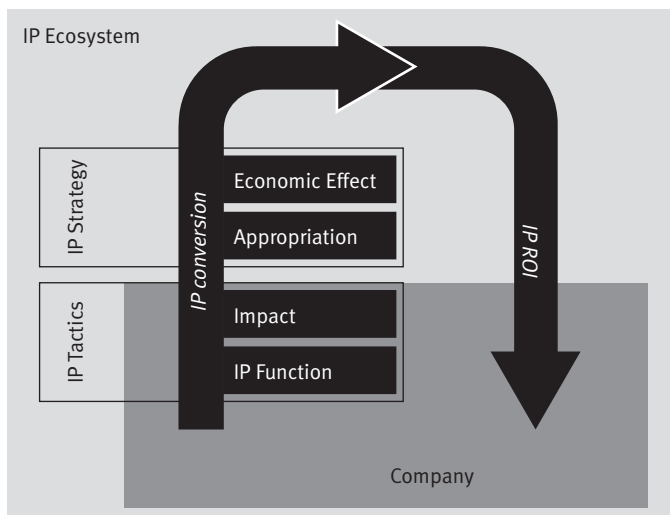 IP Ecosystem
IP Strategy
Economic Effect
Appropriation
IP conversion
IP ROI
IP Tactics
Impact
IP Function
Company